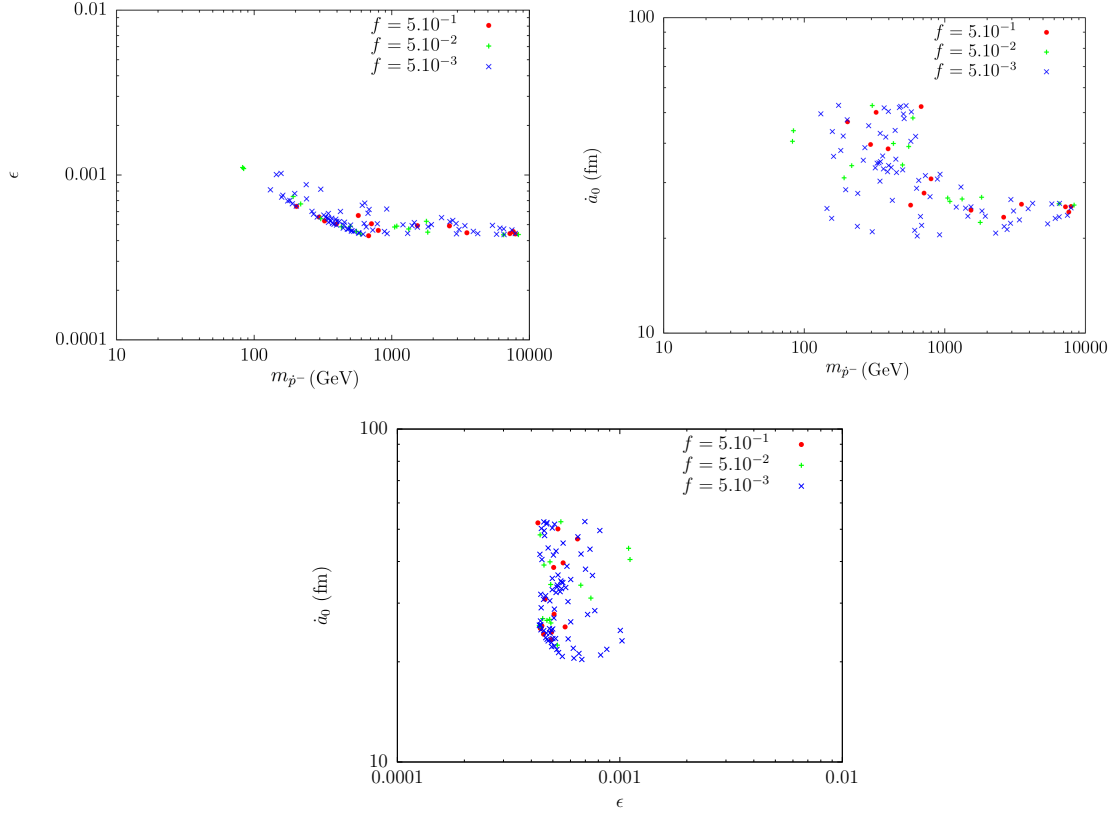 0.01
0.001
0.0001
ϵ
10
100
1000
10000
m_{ṗ⁻} (GeV)
f = 5.10⁻¹
f = 5.10⁻²
f = 5.10⁻³
100
10
ȧ₀ (fm)
10
100
1000
10000
m_{ṗ⁻} (GeV)
f = 5.10⁻¹
f = 5.10⁻²
f = 5.10⁻³
100
10
ȧ₀ (fm)
0.0001
0.001
0.01
ϵ
f = 5.10⁻¹
f = 5.10⁻²
f = 5.10⁻³